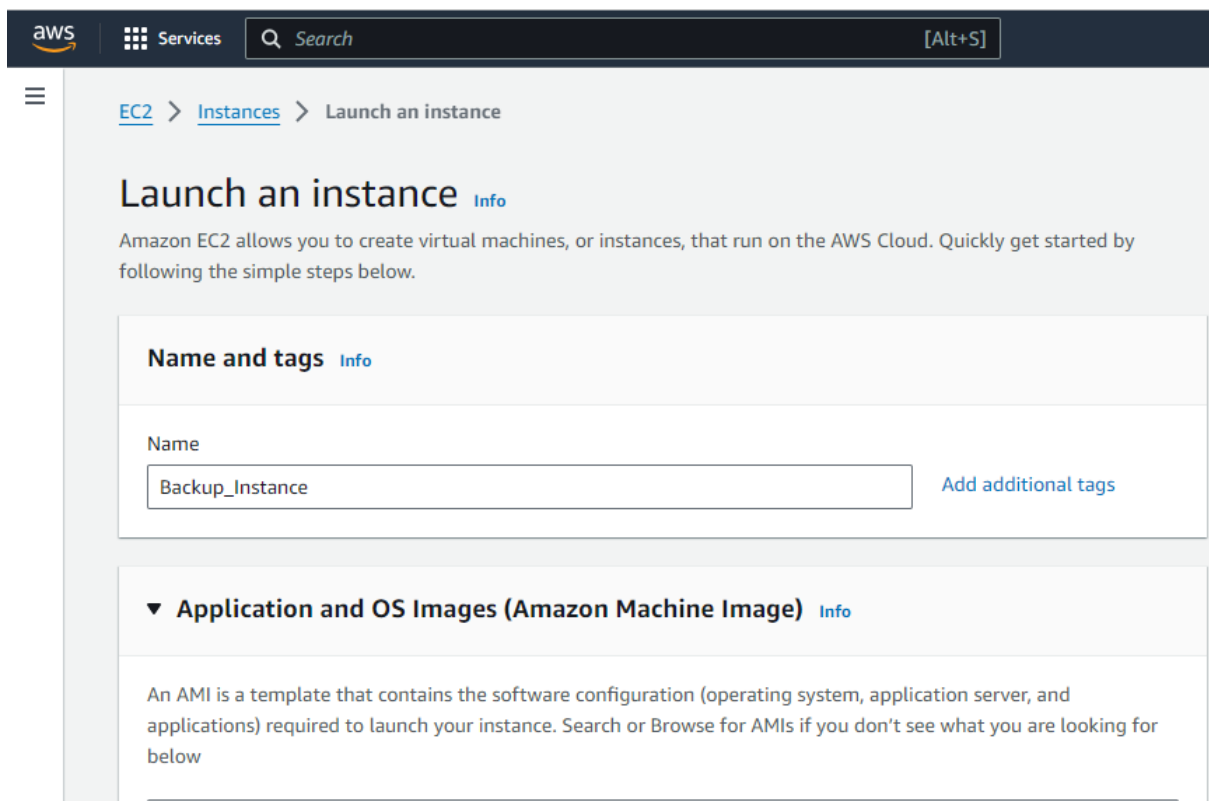 aws
Services
Search
[Alt+S]
EC2 > Instances > Launch an instance
Launch an instance Info
Amazon EC2 allows you to create virtual machines, or instances, that run on the AWS Cloud. Quickly get started by
following the simple steps below.
Name and tags Info
Name
Backup_Instance
Add additional tags
Application and OS Images (Amazon Machine Image) Info
An AMI is a template that contains the software configuration (operating system, application server, and
applications) required to launch your instance. Search or Browse for AMIs if you don't see what you are looking for
below